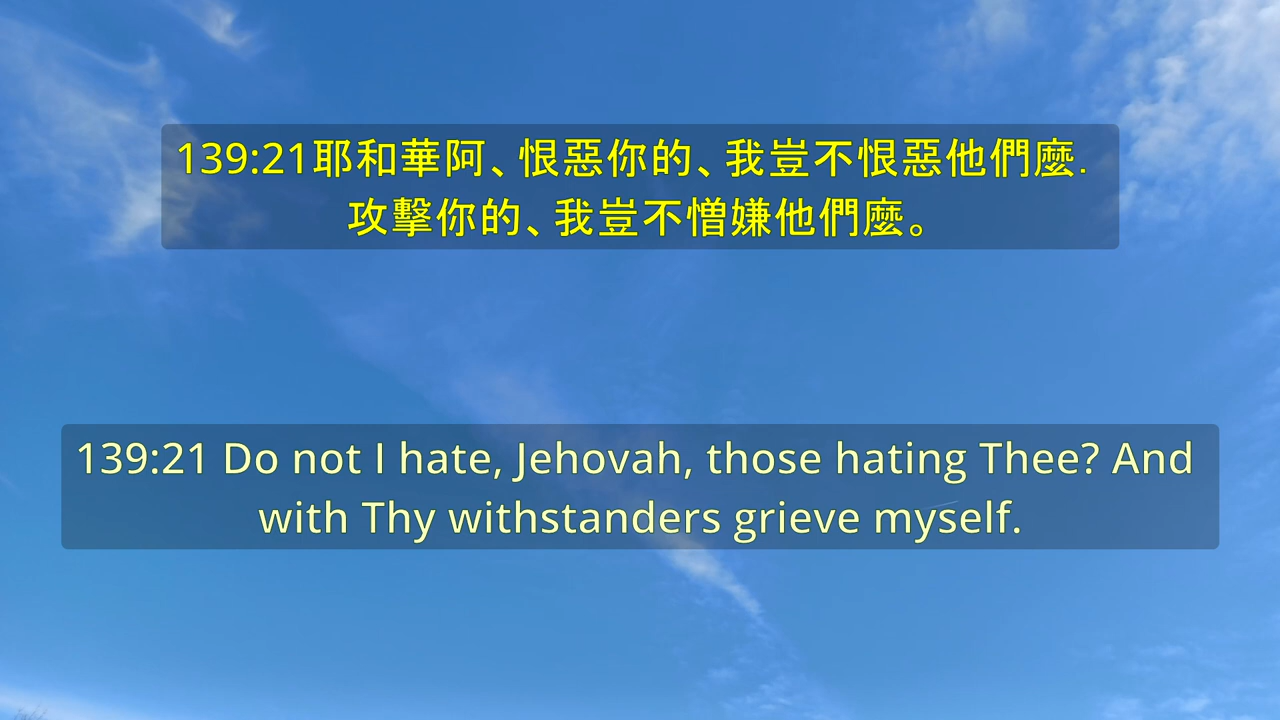 139:21耶和華阿、恨惡你的、我豈不恨惡他們麼．
攻擊你的、我豈不憎嫌他們麼。
139:21 Do not I hate, Jehovah, those hating Thee? And
with Thy withstanders grieve myself.